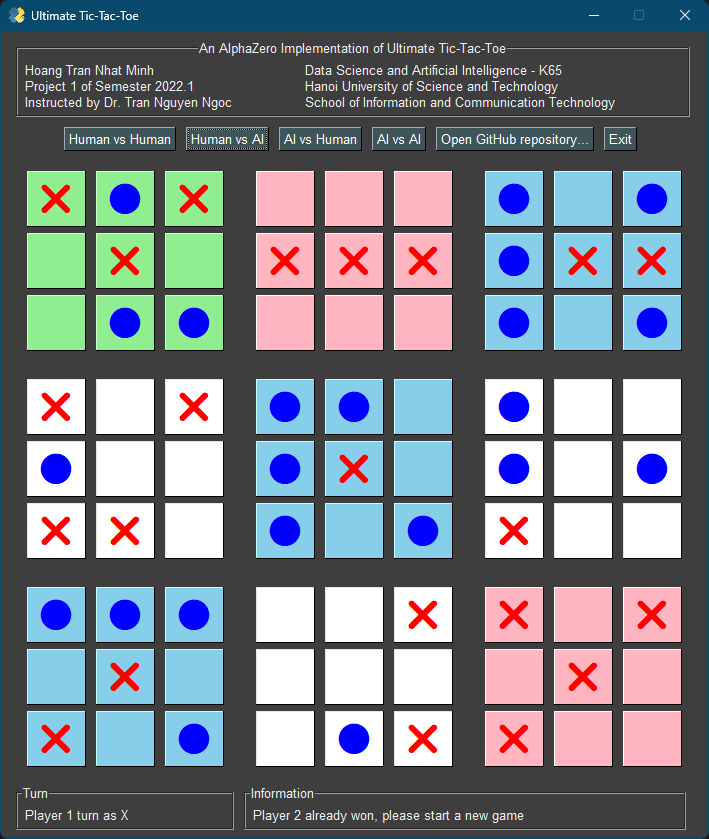 Ultimate Tic-Tac-Toe
An AlphaZero Implementation of Ultimate Tic-Tac-Toe
Hoang Tran Nhat Minh
Data Science and Artificial Intelligence - K65
Project 1 of Semester 2022.1
Hanoi University of Science and Technology
Instructed by Dr. Tran Nguyen Ngoc
School of Information and Communication Technology
Human vs Human
Human vs AI
AI vs Human
AI vs AI
Open GitHub repository...
Exit
Turn
Player 1 turn as X
Information
Player 2 already won, please start a new game